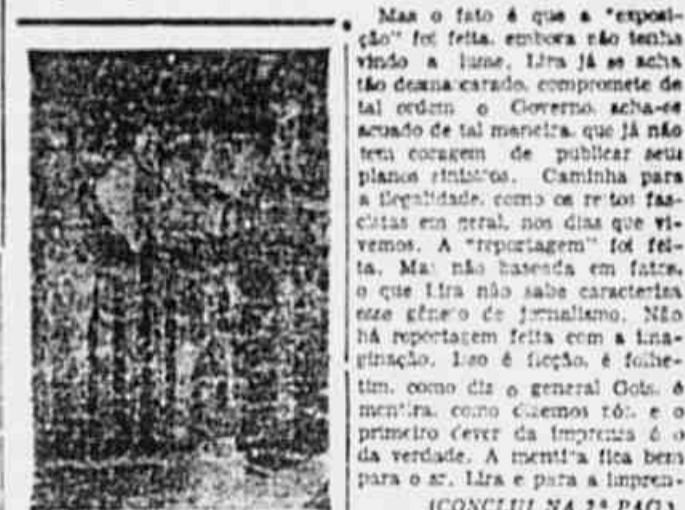 Mas o fato é que a "exposi-
ção" foi feita, embora não tenha
vindo a lume. Lira já se acha
tão desmascarado, compromete de
tal ordem o Governo, acha-se
acuado de tal maneira, que já não
tem coragem de publicar seus
planos sinistros. Caminha para
a ilegalidade, como os restos fas-
cistas em geral, nos dias que vi-
vemos. A "reportagem" foi fei-
ta. Mas não baseada em fatos,
o que Lira não sabe caracteriza
esse gênero de jornalismo. Não
há reportagem feita com a ima-
ginação. Isso é ficção, é folhe-
tim, como diz o general Gois, é
mentira, como dizemos nós, e o
primeiro dever da imprensa é o
da verdade. A mentira fica bem
para o sr. Lira e para a impren-
(CONCLUI NA 2ª PAG.)